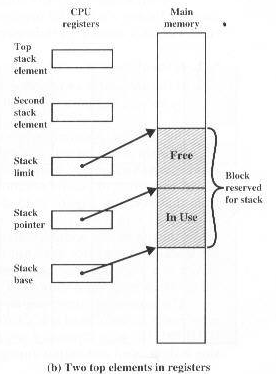 CPU
registers
Main
memory
Top
stack
element
Second
stack
element
Stack
limit
Stack
pointer
Stack
base
Free
In Use
Block
reserved
for stack
(b) Two top elements in registers